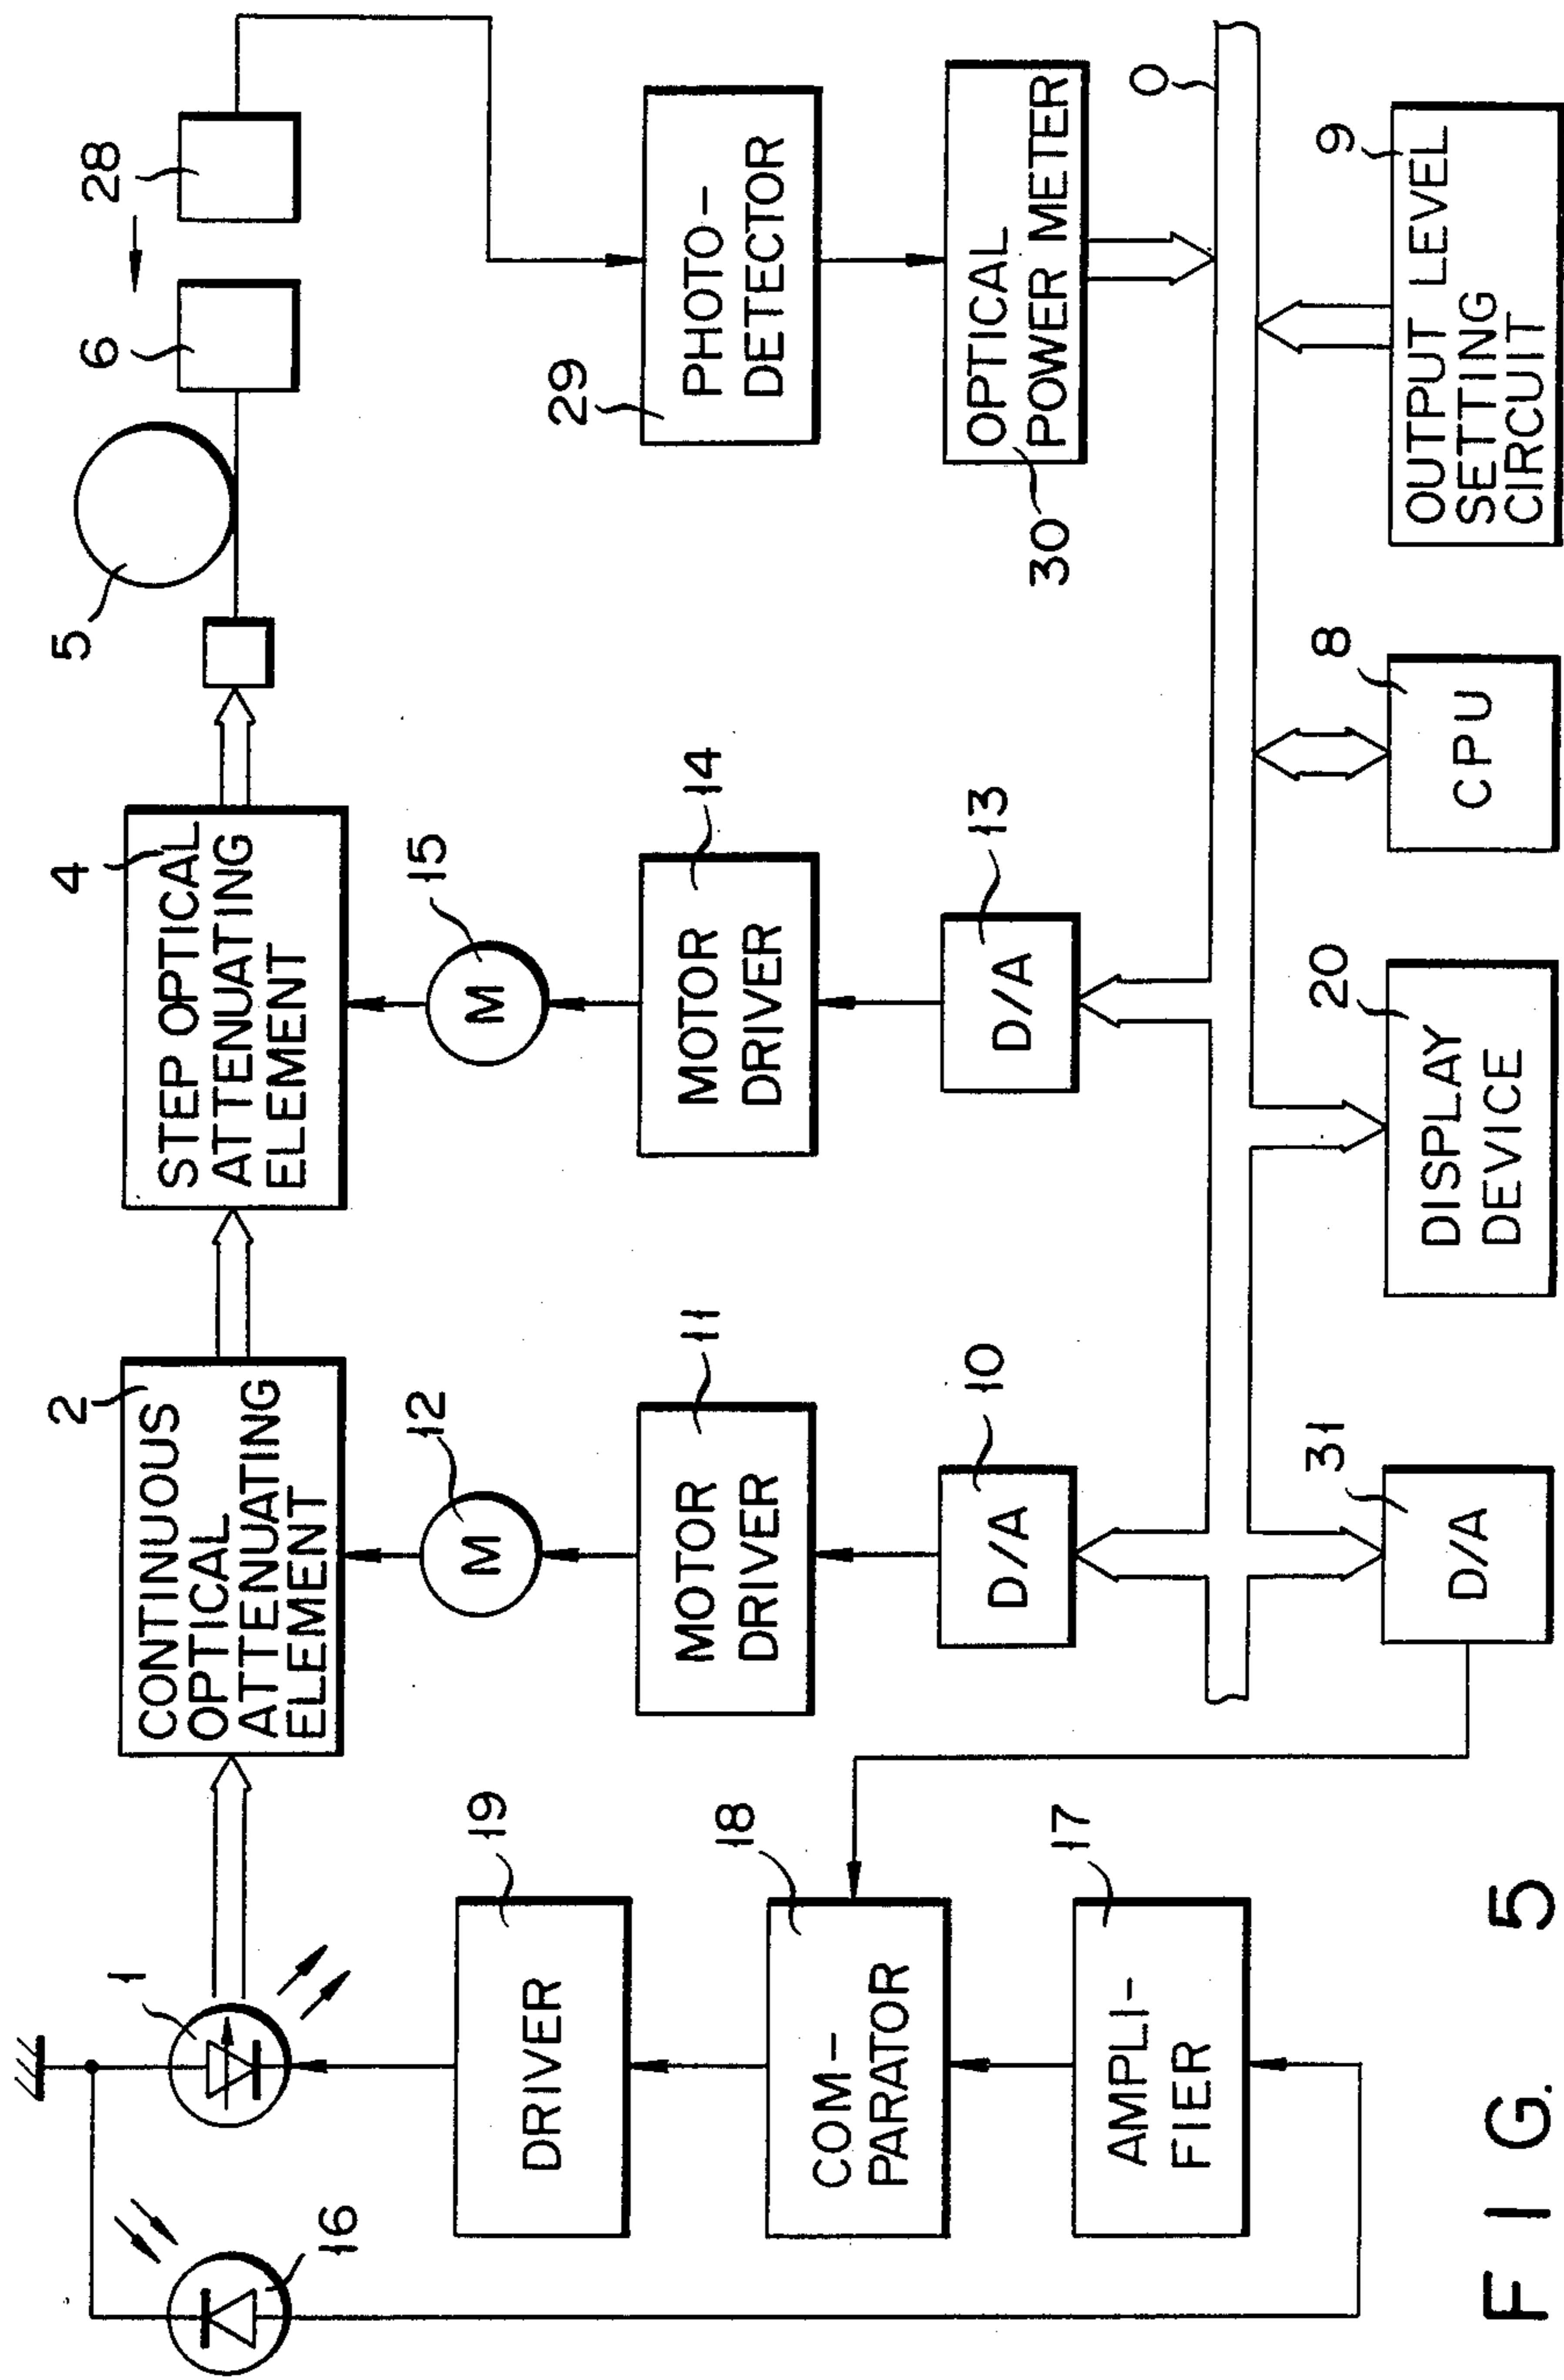 1
2
CONTINUOUS
OPTICAL
ATTENUATING
ELEMENT
4
STEP OPTICAL
ATTENUATING
ELEMENT
5
6
28
16
19
DRIVER
12
M
15
M
29
PHOTO-
DETECTOR
18
COM-
PARATOR
11
MOTOR
DRIVER
14
MOTOR
DRIVER
30
OPTICAL
POWER METER
17
AMPLI-
FIER
10
D/A
13
D/A
0
31
D/A
20
DISPLAY
DEVICE
8
CPU
9
OUTPUT LEVEL
SETTING
CIRCUIT
FIG. 5